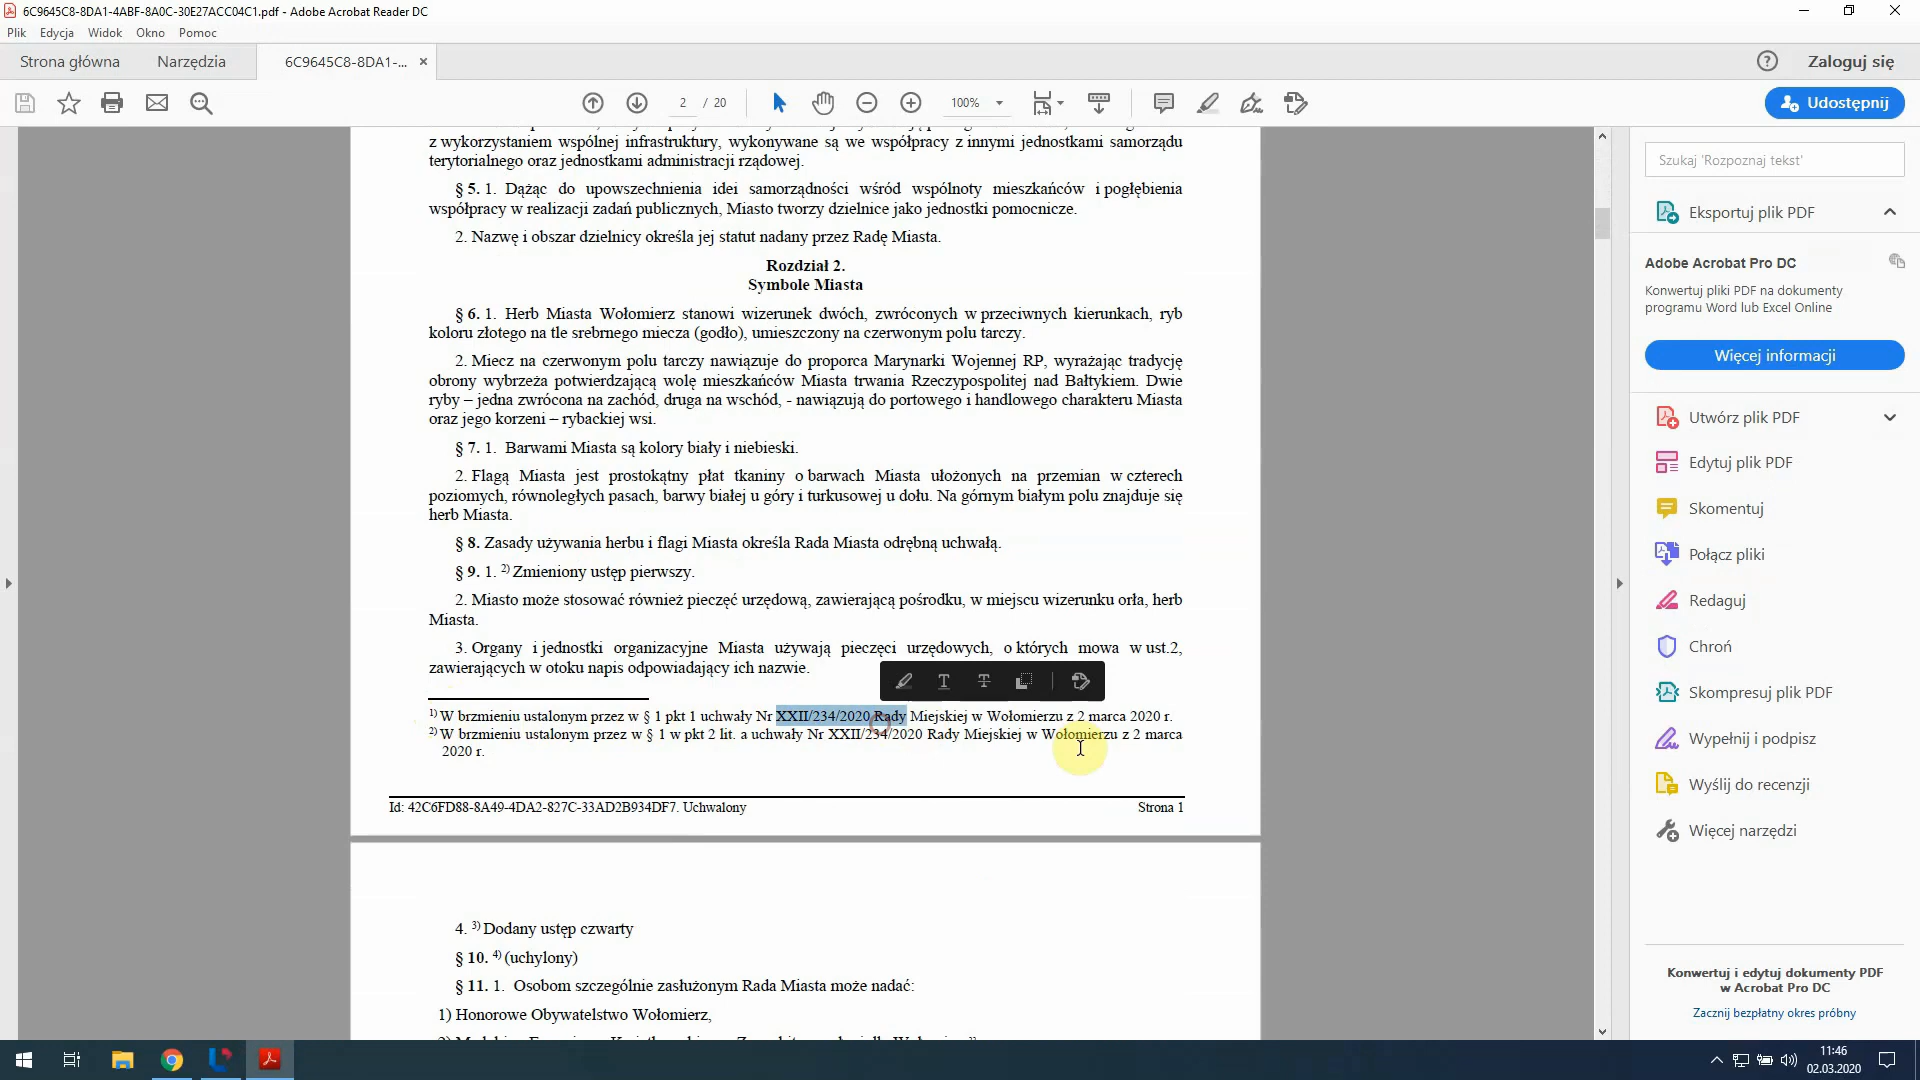 6C9645C8-8DA1-4ABF-8A0C-30E27ACC04C1.pdf - Adobe Acrobat Reader DC
Plik Edycja Widok Okno Pomoc
Strona główna Narzędzia 6C9645C8-8DA1-... × Zaloguj się
2 / 20 100% Udostępnij
z wykorzystaniem wspólnej infrastruktury, wykonywane są we współpracy z innymi jednostkami samorządu
terytorialnego oraz jednostkami administracji rządowej.
§ 5. 1. Dążąc do upowszechnienia idei samorządności wśród wspólnoty mieszkańców i pogłębienia
współpracy w realizacji zadań publicznych, Miasto tworzy dzielnice jako jednostki pomocnicze.
2. Nazwę i obszar dzielnicy określa jej statut nadany przez Radę Miasta.
Rozdział 2.
Symbole Miasta
§ 6. 1. Herb Miasta Wołomierz stanowi wizerunek dwóch, zwróconych w przeciwnych kierunkach, ryb
koloru złotego na tle srebrnego miecza (godło), umieszczony na czerwonym polu tarczy.
2. Miecz na czerwonym polu tarczy nawiązuje do proporca Marynarki Wojennej RP, wyrażając tradycję
obrony wybrzeża potwierdzającą wolę mieszkańców Miasta trwania Rzeczypospolitej nad Bałtykiem. Dwie
ryby – jedna zwrócona na zachód, druga na wschód, - nawiązują do portowego i handlowego charakteru Miasta
oraz jego korzeni – rybackiej wsi.
§ 7. 1. Barwami Miasta są kolory biały i niebieski.
2. Flagą Miasta jest prostokątny płat tkaniny o barwach Miasta ułożonych na przemian w czterech
poziomych, równoległych pasach, barwy białej u góry i turkusowej u dołu. Na górnym białym polu znajduje się
herb Miasta.
§ 8. Zasady używania herbu i flagi Miasta określa Rada Miasta odrębną uchwałą.
§ 9. 1. 2) Zmieniony ustęp pierwszy.
2. Miasto może stosować również pieczęć urzędową, zawierającą pośrodku, w miejscu wizerunku orła, herb
Miasta.
3. Organy i jednostki organizacyjne Miasta używają pieczęci urzędowych, o których mowa w ust.2,
zawierających w otoku napis odpowiadający ich nazwie.
1) W brzmieniu ustalonym przez w § 1 pkt 1 uchwały Nr XXII/234/2020 Rady Miejskiej w Wołomierzu z 2 marca 2020 r.
2) W brzmieniu ustalonym przez w § 1 w pkt 2 lit. a uchwały Nr XXII/234/2020 Rady Miejskiej w Wołomierzu z 2 marca
2020 r.
Id: 42C6FD88-8A49-4DA2-827C-33AD2B934DF7. Uchwalony Strona 1
4. 3) Dodany ustęp czwarty
§ 10. 4) (uchylony)
§ 11. 1. Osobom szczególnie zasłużonym Rada Miasta może nadać:
1) Honorowe Obywatelstwo Wołomierz,
Szukaj 'Rozpoznaj tekst'
Eksportuj plik PDF
Adobe Acrobat Pro DC
Konwertuj pliki PDF na dokumenty
programu Word lub Excel Online
Więcej informacji
Utwórz plik PDF
Edytuj plik PDF
Skomentuj
Połącz pliki
Redaguj
Chroń
Skompresuj plik PDF
Wypełnij i podpisz
Wyślij do recenzji
Więcej narzędzi
Konwertuj i edytuj dokumenty PDF
w Acrobat Pro DC
Zacznij bezpłatny okres próbny
11:46
02.03.2020